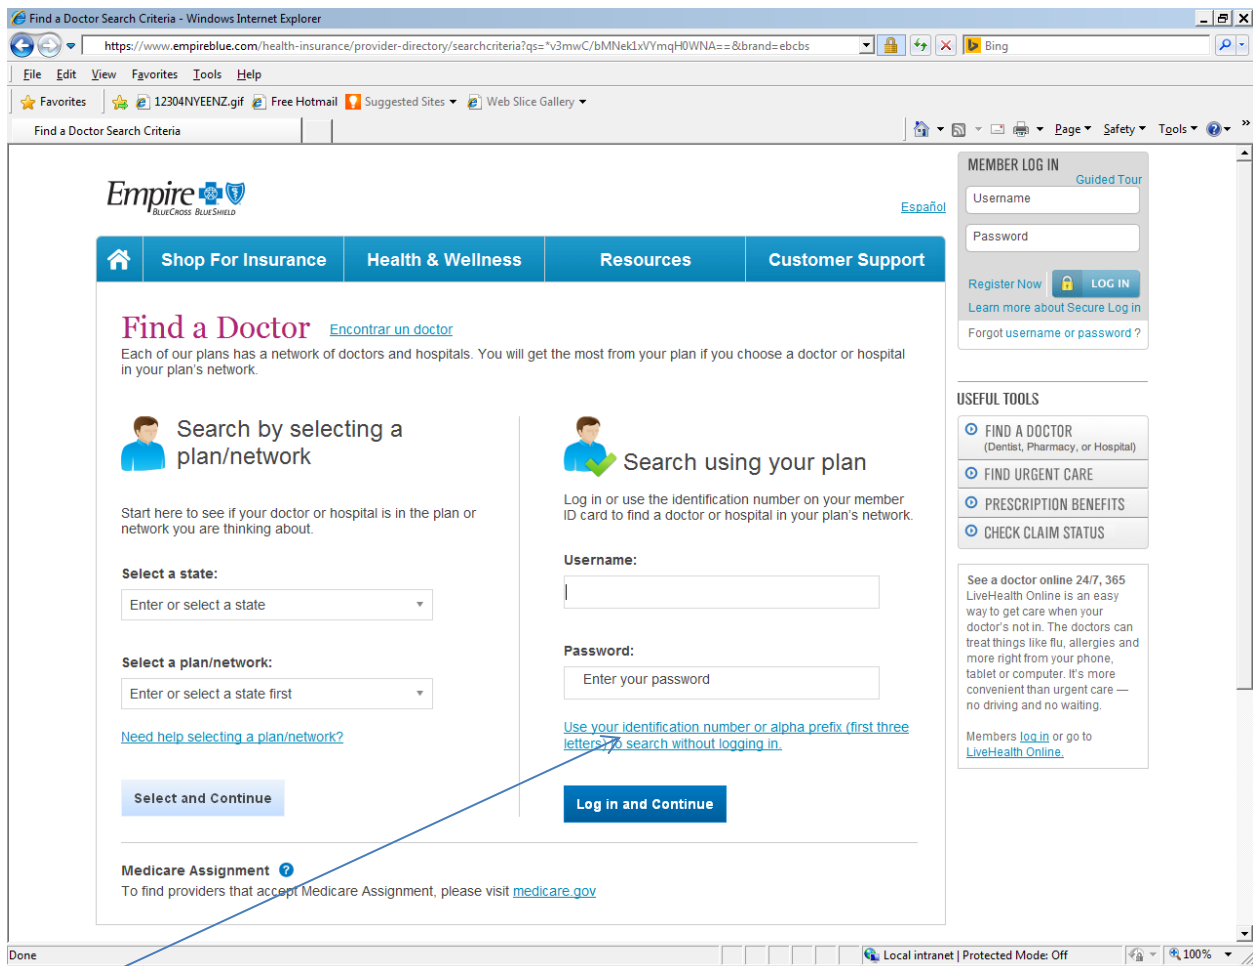 Find a Doctor Search Criteria - Windows Internet Explorer
https://www.empireblue.com/health-insurance/provider-directory/searchcriteria?qs=*v3mwC/bMNek1xVYmqH0WNA==&brand=ebcbs
Bing
File Edit View Favorites Tools Help
Favorites 12304NYEENZ.gif Free Hotmail Suggested Sites Web Slice Gallery
Find a Doctor Search Criteria
Page Safety Tools »
Empire
BLUECROSS BLUESHIELD
Español
Shop For Insurance Health & Wellness Resources Customer Support
Find a Doctor Encontrar un doctor
Each of our plans has a network of doctors and hospitals. You will get the most from your plan if you choose a doctor or hospital
in your plan's network.
Search by selecting a
plan/network
Start here to see if your doctor or hospital is in the plan or
network you are thinking about.
Select a state:
Enter or select a state
Select a plan/network:
Enter or select a state first
Need help selecting a plan/network?
Select and Continue
Search using your plan
Log in or use the identification number on your member
ID card to find a doctor or hospital in your plan's network.
Username:
Password:
Enter your password
Use your identification number or alpha prefix (first three
letters) to search without logging in.
Log in and Continue
Medicare Assignment ?
To find providers that accept Medicare Assignment, please visit medicare.gov
MEMBER LOG IN
Guided Tour
Username
Password
Register Now LOG IN
Learn more about Secure Log in
Forgot username or password ?
USEFUL TOOLS
FIND A DOCTOR
(Dentist, Pharmacy, or Hospital)
FIND URGENT CARE
PRESCRIPTION BENEFITS
CHECK CLAIM STATUS
See a doctor online 24/7, 365
LiveHealth Online is an easy
way to get care when your
doctor's not in. The doctors can
treat things like flu, allergies and
more right from your phone,
tablet or computer. It's more
convenient than urgent care —
no driving and no waiting.
Members log in or go to
LiveHealth Online.
Done
Local intranet | Protected Mode: Off
100%